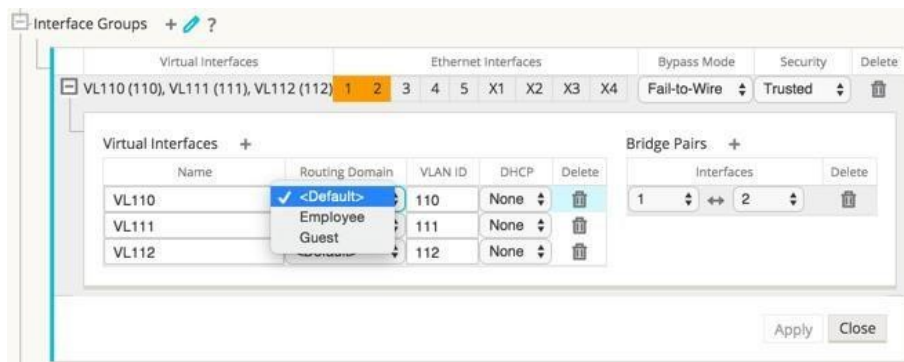 Interface Groups + ?
Virtual Interfaces Ethernet Interfaces Bypass Mode Security Delete
VL110 (110), VL111 (111), VL112 (112) 1 2 3 4 5 X1 X2 X3 X4 Fail-to-Wire Trusted
Virtual Interfaces +
Name Routing Domain VLAN ID DHCP Delete
VL110 ✓ <Default> 110 None
Employee
VL111 111 None
Guest
VL112 112 None
Bridge Pairs +
Interfaces Delete
1 ↔ 2
Apply Close